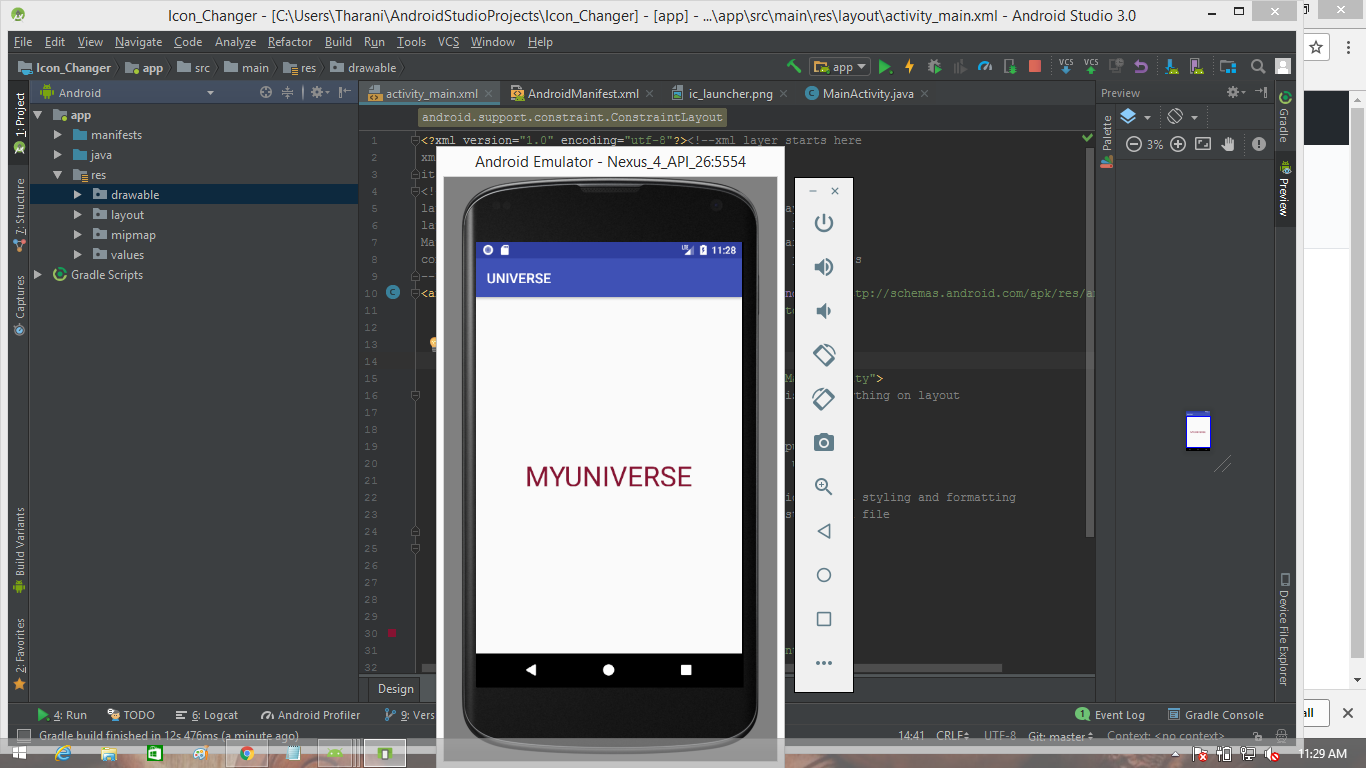 Icon_Changer - [C:\Users\Tharani\AndroidStudioProjects\Icon_Changer] - [app] - ...\app\src\main\res\layout\activity_main.xml - Android Studio 3.0
File Edit View Navigate Code Analyze Refactor Build Run Tools VCS Window Help
Icon_Changer app src main res drawable
app VCS VCS
1: Project
7: Structure
Captures
Build Variants
2: Favorites
Android
app
manifests
java
res
drawable
layout
mipmap
values
Gradle Scripts
activity_main.xml AndroidManifest.xml ic_launcher.png MainActivity.java
android.support.constraint.ConstraintLayout
1 <?xml version="1.0" encoding="utf-8"?><!--xml layer starts here
2 xm
3 it
4 <!
5 la
6 la
7 Ma
8 co s
9 --
10 <a tp://schemas.android.com/apk/res/a
11
12
13
14
15 ty">
16 ything on layout
17
18
19
20
21
22 styling and formatting
23 file
24
25
26
27
28
29
30
31
32
Android Emulator - Nexus_4_API_26:5554
11:28
UNIVERSE
MYUNIVERSE
Design
Preview
Palette
3%
Gradle
Preview
Device File Explorer
4: Run TODO 6: Logcat Android Profiler 9: Vers Event Log Gradle Console
Gradle build finished in 12s 476ms (a minute ago) 14:41 CRLF UTF-8 Git: master Context: <no context>
all
11:29 AM